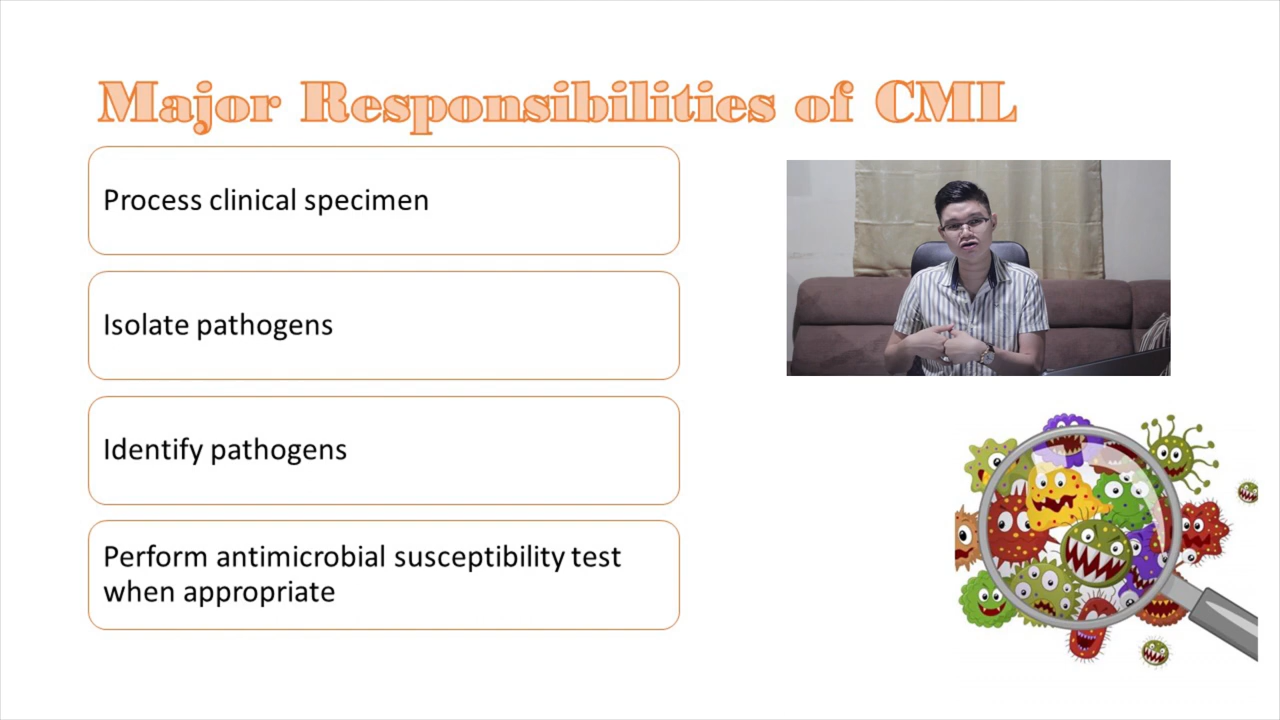 Major Responsibilities of CML
Process clinical specimen
Isolate pathogens
Identify pathogens
Perform antimicrobial susceptibility test
when appropriate